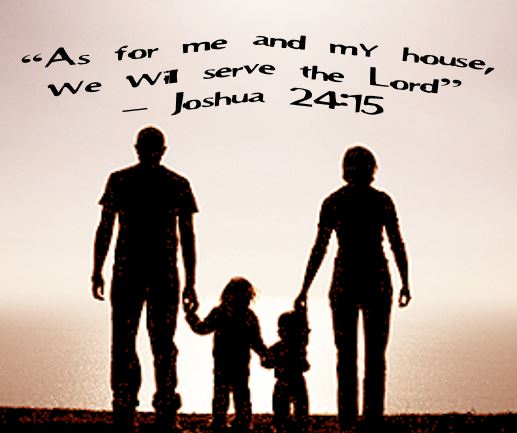 “As for me and my house,
We Will serve the Lord”
– Joshua 24:15